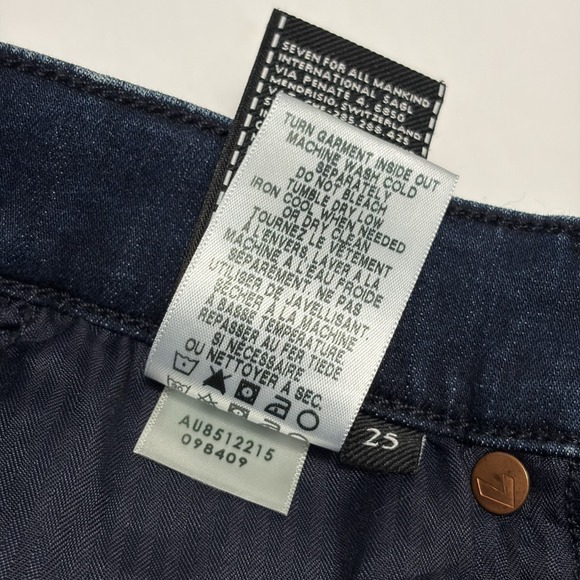 SEVEN FOR ALL MANKIND
INTERNATIONAL SAGL
VIA PENATE 4, 6850
MENDRISIO, SWITZERLAND
TURN GARMENT INSIDE OUT
MACHINE WASH COLD
SEPARATELY
DO NOT BLEACH
TUMBLE DRY LOW
IRON COOL WHEN NEEDED
OR DRY CLEAN
TOURNEZ LE VÊTEMENT
À L'ENVERS, LAVER À LA
MACHINE À L'EAU FROIDE
SÉPARÉMENT. NE PAS
UTILISER DE JAVELLISANT.
SÉCHER À LA MACHINE
À BASSE TEMPÉRATURE.
REPASSER AU FER TIÈDE
SI NÉCESSAIRE
OU NETTOYER À SEC.
AU8512215
098409
25